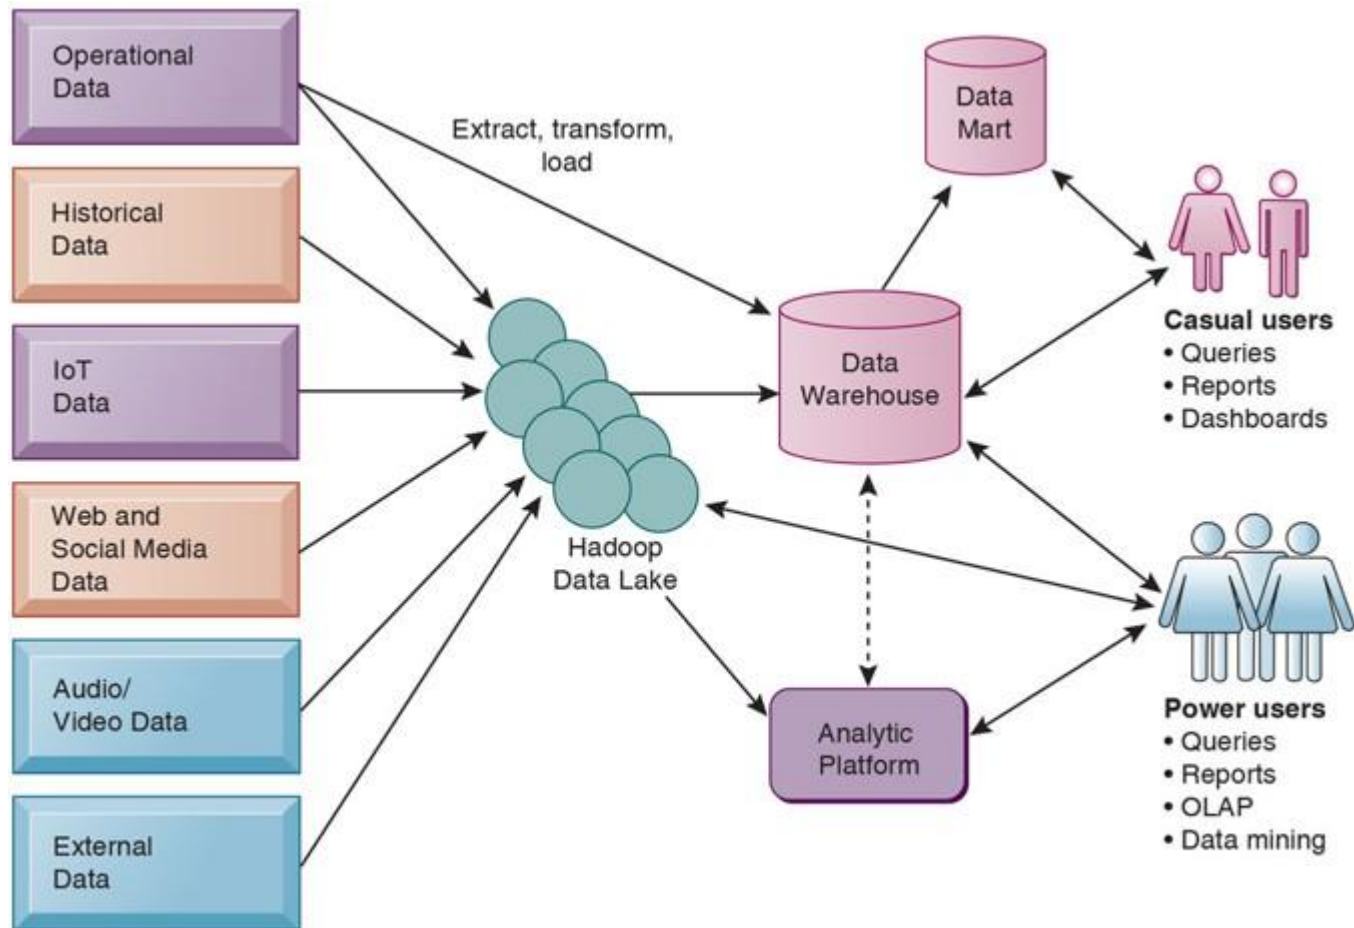 Operational
Data
Historical
Data
IoT
Data
Web and
Social Media
Data
Audio/
Video Data
External
Data
Extract, transform,
load
Hadoop
Data Lake
Data
Mart
Data
Warehouse
Analytic
Platform
Casual users
• Queries
• Reports
• Dashboards
Power users
• Queries
• Reports
• OLAP
• Data mining